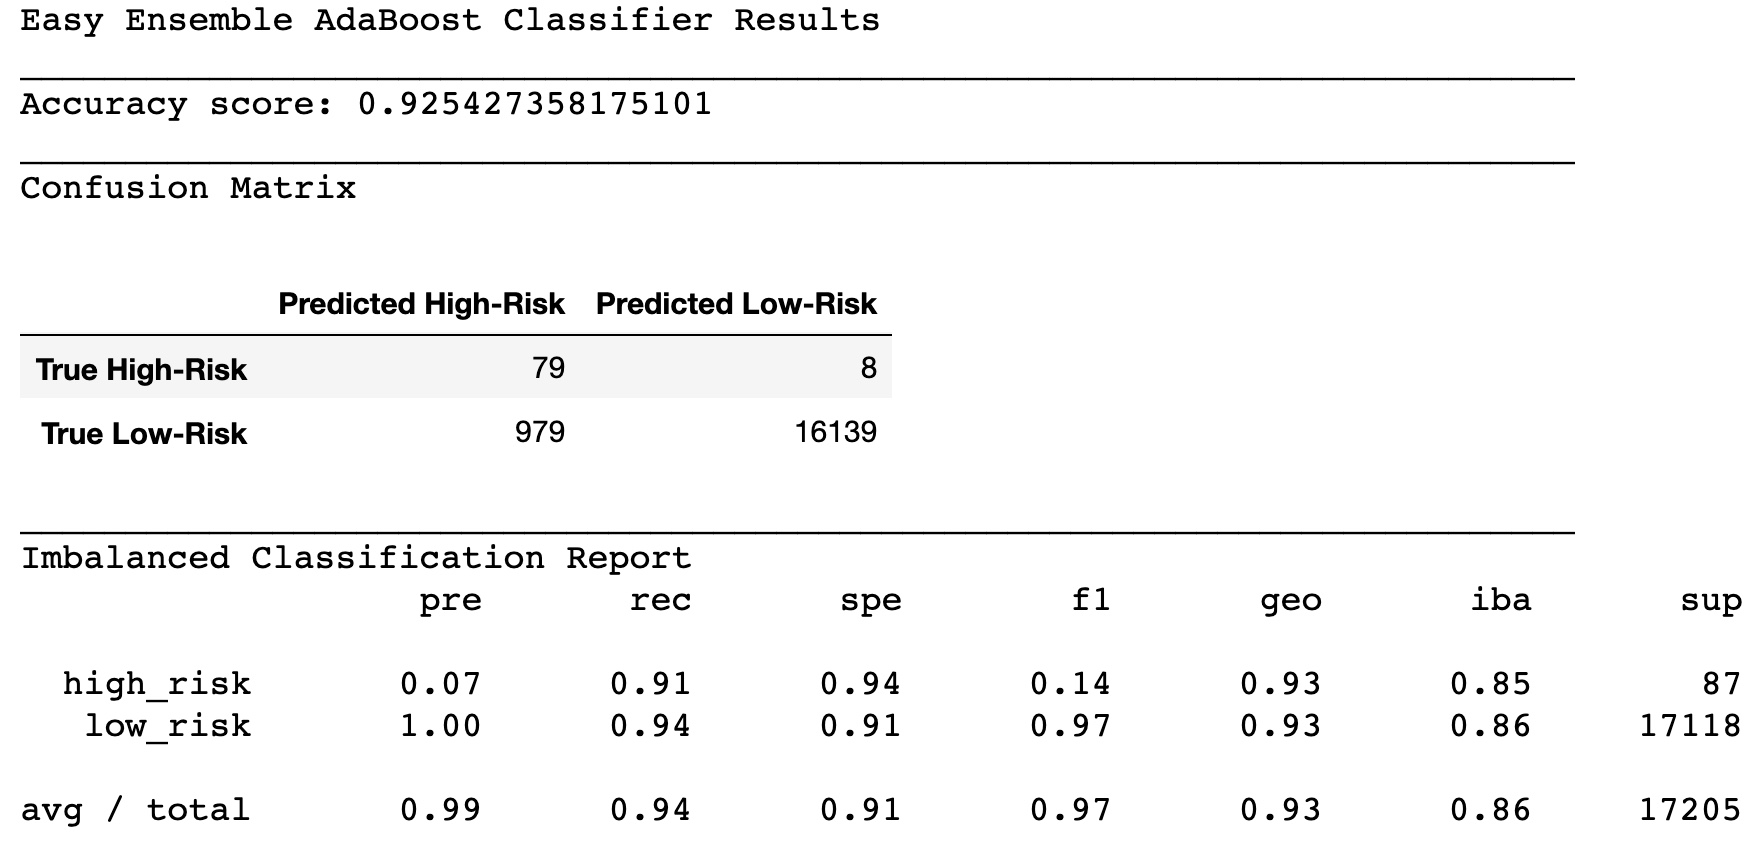 Easy Ensemble AdaBoost Classifier Results
Accuracy score: 0.925427358175101
Confusion Matrix
Predicted High-Risk Predicted Low-Risk
True High-Risk 79 8
True Low-Risk 979 16139
Imbalanced Classification Report
pre rec spe f1 geo iba sup
high_risk 0.07 0.91 0.94 0.14 0.93 0.85 87
low_risk 1.00 0.94 0.91 0.97 0.93 0.86 17118
avg / total 0.99 0.94 0.91 0.97 0.93 0.86 17205